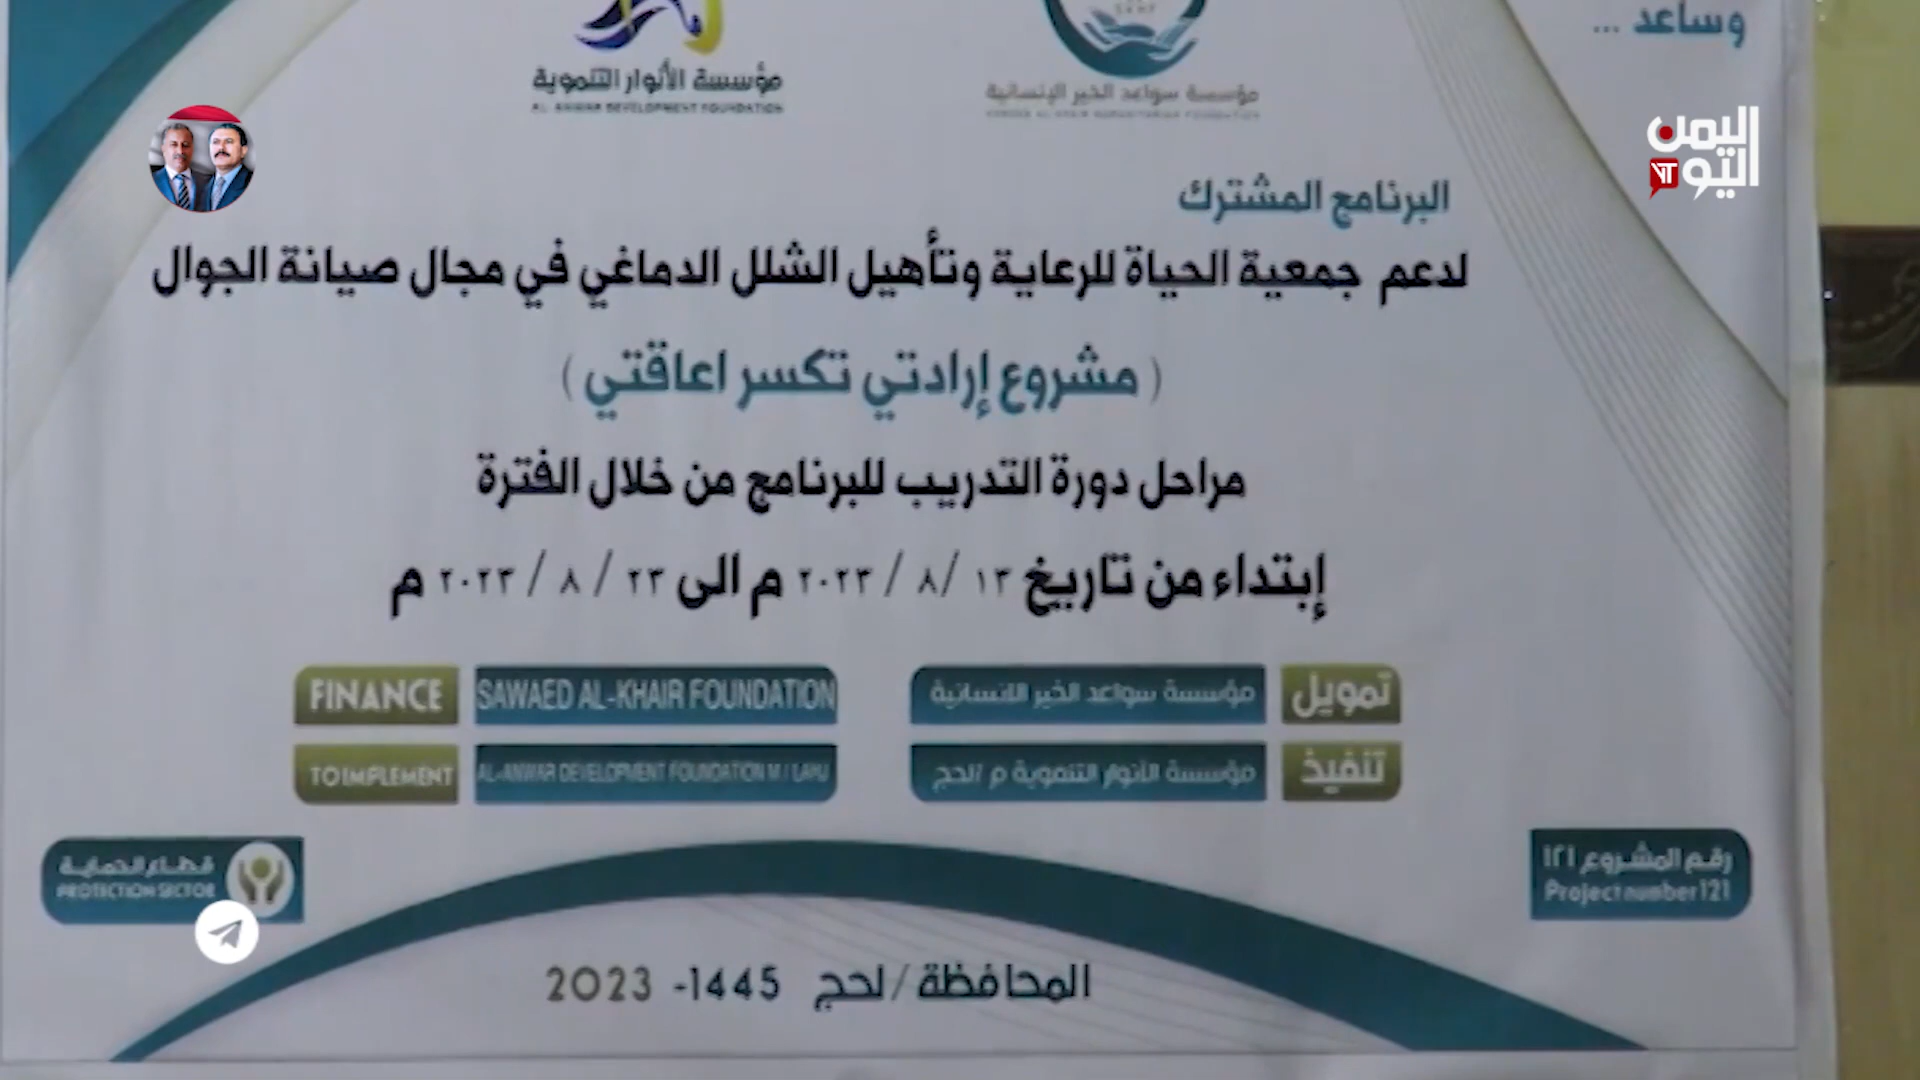 وساعد ...
مؤسسة سواعد الخير الإنسانية
مؤسسة الأنوار التنموية
AL-ANWAR DEVELOPMENT FOUNDATION
اليمن
اليوم
YT
البرنامج المشترك
لدعم جمعية الحياة للرعاية وتأهيل الشلل الدماغي في مجال صيانة الجوال
( مشروع إرادتي تكسر اعاقتي )
مراحل دورة التدريب للبرنامج من خلال الفترة
إبتداء من تاريخ ١٣ / ٨ / ٢٠٢٣ م الى ٢٣ / ٨ / ٢٠٢٣ م
تمويل مؤسسة سواعد الخير الانسانية
FINANCE SAWAED AL-KHAIR FOUNDATION
تنفيذ مؤسسة الأنوار التنموية م / لحج
TO IMPLEMENT AL-ANWAR DEVELOPMENT FOUNDATION M / LAHJ
رقم المشروع ١٢١
Project number 121
قطاع الحماية
PROTECTION SECTOR
المحافظة / لحج 1445- 2023